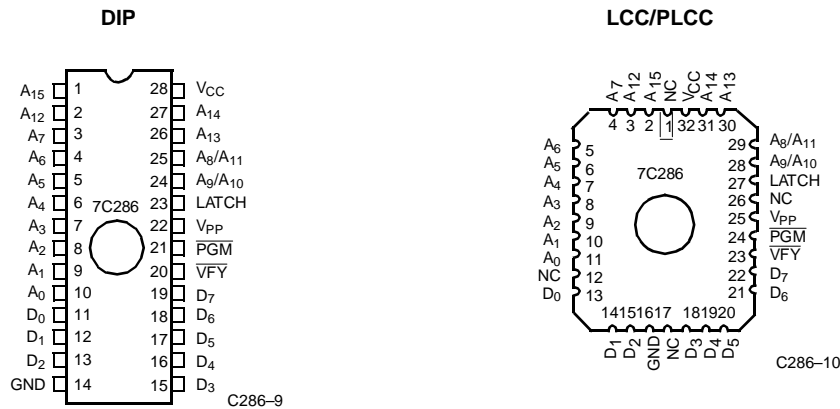 DIP
A15 1 28 VCC
A12 2 27 A14
A7 3 26 A13
A6 4 25 A8/A11
A5 5 24 A9/A10
A4 6 7C286 23 LATCH
A3 7 22 VPP
A2 8 21 PGM
A1 9 20 VFY
A0 10 19 D7
D0 11 18 D6
D1 12 17 D5
D2 13 16 D4
GND 14 15 D3
C286–9
LCC/PLCC
A7 A12 A15 NC VCC A14 A13
4 3 2 1 32 31 30
A6 5 29 A8/A11
A5 6 28 A9/A10
A4 7 7C286 27 LATCH
A3 8 26 NC
A2 9 25 VPP
A1 10 24 PGM
A0 11 23 VFY
NC 12 22 D7
D0 13 21 D6
14 15 16 17 18 19 20
D1 D2 GND NC D3 D4 D5
C286–10